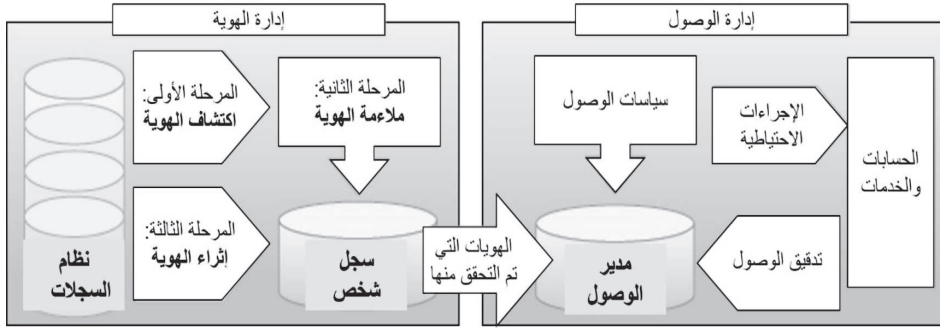 إدارة الهوية
المرحلة الأولى:
اكتشاف الهوية
المرحلة الثانية:
ملاءمة الهوية
المرحلة الثالثة:
إثراء الهوية
نظام
السجلات
سجل
شخص
الهويات التي
تم التحقق منها
إدارة الوصول
سياسات الوصول
الإجراءات
الاحتياطية
الحسابات
والخدمات
مدير
الوصول
تدقيق الوصول